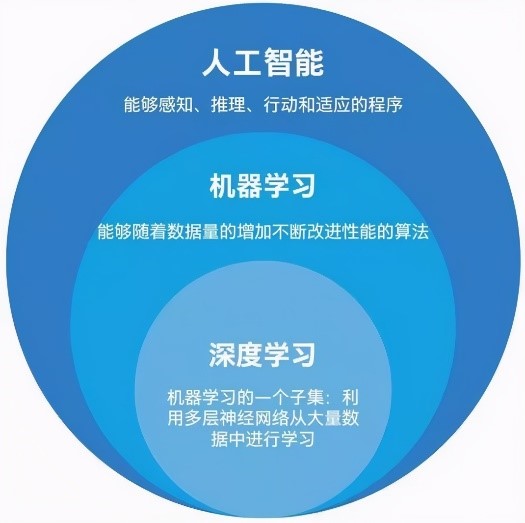 人工智能
能够感知、推理、行动和适应的程序
机器学习
能够随着数据量的增加不断改进性能的算法
深度学习
机器学习的一个子集：利
用多层神经网络从大量数
据中进行学习